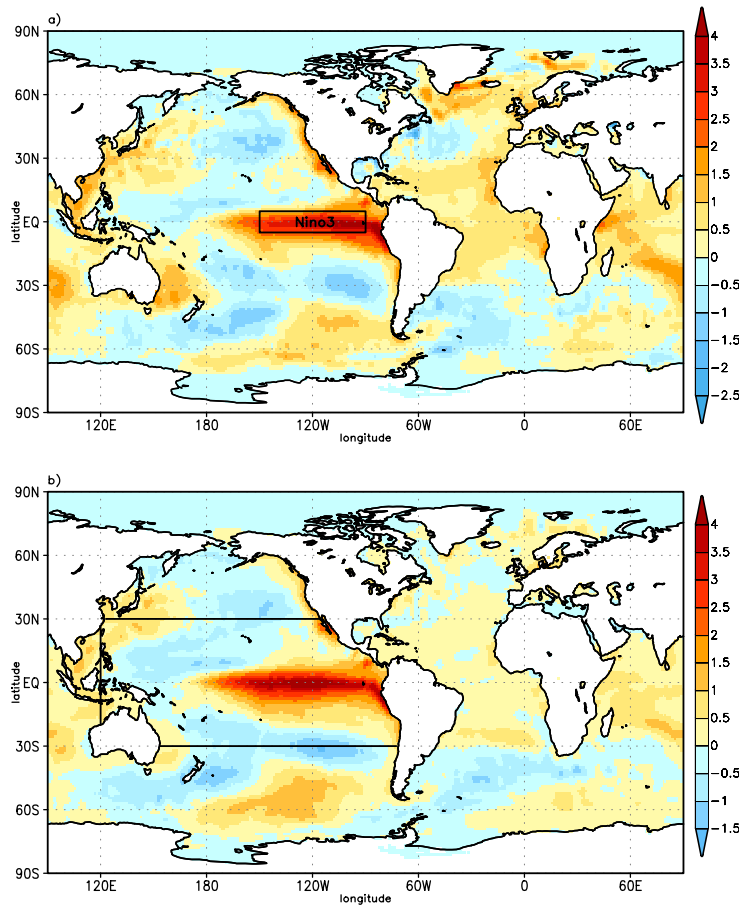 a)
90N
60N
30N
EQ
30S
60S
90S
latitude
Nino3
120E
180
120W
60W
0
60E
longitude
4
3.5
3
2.5
2
1.5
1
0.5
0
-0.5
-1
-1.5
-2
-2.5
b)
90N
60N
30N
EQ
30S
60S
90S
latitude
120E
180
120W
60W
0
60E
longitude
4
3.5
3
2.5
2
1.5
1
0.5
0
-0.5
-1
-1.5